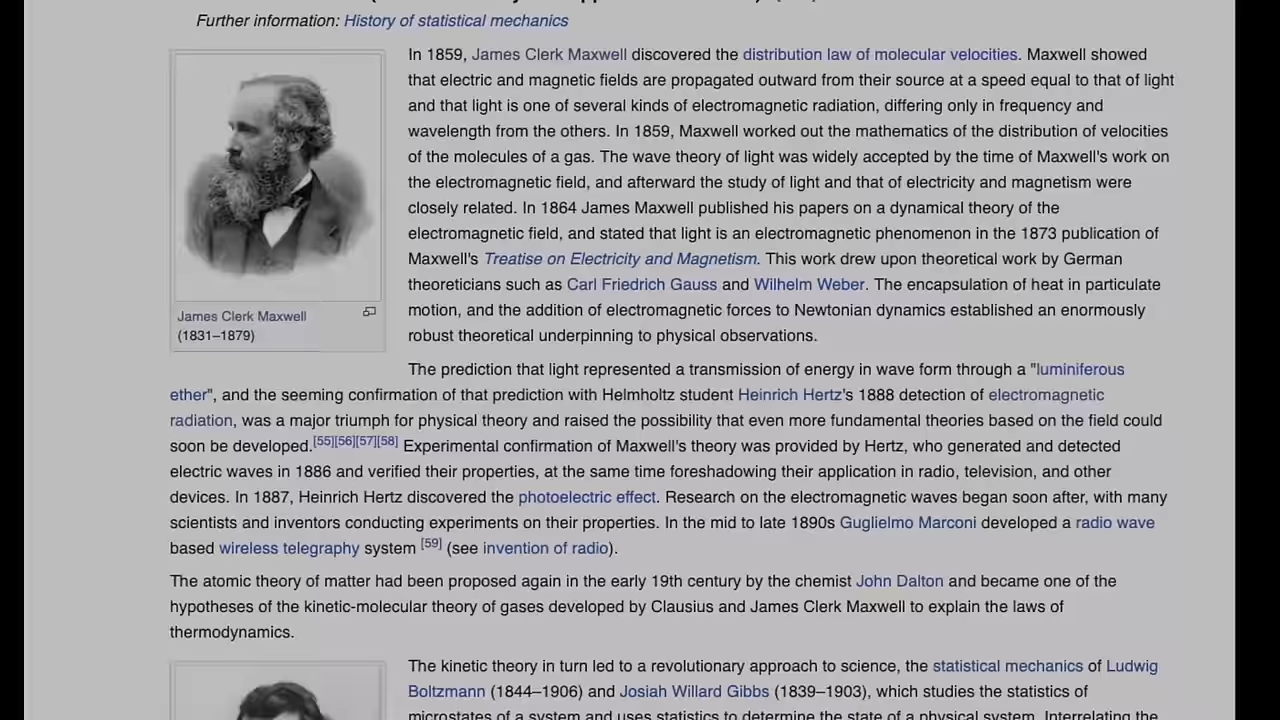 Further information: History of statistical mechanics
In 1859, James Clerk Maxwell discovered the distribution law of molecular velocities. Maxwell showed
that electric and magnetic fields are propagated outward from their source at a speed equal to that of light
and that light is one of several kinds of electromagnetic radiation, differing only in frequency and
wavelength from the others. In 1859, Maxwell worked out the mathematics of the distribution of velocities
of the molecules of a gas. The wave theory of light was widely accepted by the time of Maxwell's work on
the electromagnetic field, and afterward the study of light and that of electricity and magnetism were
closely related. In 1864 James Maxwell published his papers on a dynamical theory of the
electromagnetic field, and stated that light is an electromagnetic phenomenon in the 1873 publication of
Maxwell's Treatise on Electricity and Magnetism. This work drew upon theoretical work by German
theoreticians such as Carl Friedrich Gauss and Wilhelm Weber. The encapsulation of heat in particulate
motion, and the addition of electromagnetic forces to Newtonian dynamics established an enormously
robust theoretical underpinning to physical observations.
James Clerk Maxwell
(1831–1879)
The prediction that light represented a transmission of energy in wave form through a "luminiferous
ether", and the seeming confirmation of that prediction with Helmholtz student Heinrich Hertz's 1888 detection of electromagnetic
radiation, was a major triumph for physical theory and raised the possibility that even more fundamental theories based on the field could
soon be developed.[55][56][57][58] Experimental confirmation of Maxwell's theory was provided by Hertz, who generated and detected
electric waves in 1886 and verified their properties, at the same time foreshadowing their application in radio, television, and other
devices. In 1887, Heinrich Hertz discovered the photoelectric effect. Research on the electromagnetic waves began soon after, with many
scientists and inventors conducting experiments on their properties. In the mid to late 1890s Guglielmo Marconi developed a radio wave
based wireless telegraphy system [59] (see invention of radio).
The atomic theory of matter had been proposed again in the early 19th century by the chemist John Dalton and became one of the
hypotheses of the kinetic-molecular theory of gases developed by Clausius and James Clerk Maxwell to explain the laws of
thermodynamics.
The kinetic theory in turn led to a revolutionary approach to science, the statistical mechanics of Ludwig
Boltzmann (1844–1906) and Josiah Willard Gibbs (1839–1903), which studies the statistics of
microstates of a system and uses statistics to determine the state of a physical system. Interrelating the